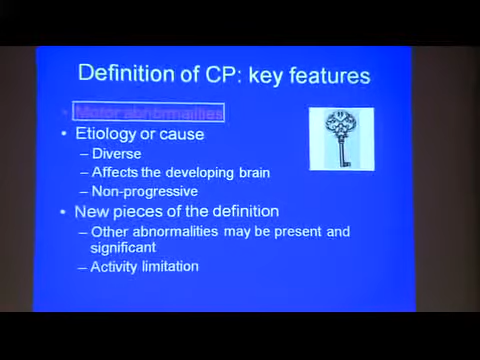 Definition of CP: key features
• Motor abnormalities
• Etiology or cause
– Diverse
– Affects the developing brain
– Non-progressive
• New pieces of the definition
– Other abnormalities may be present and
significant
– Activity limitation